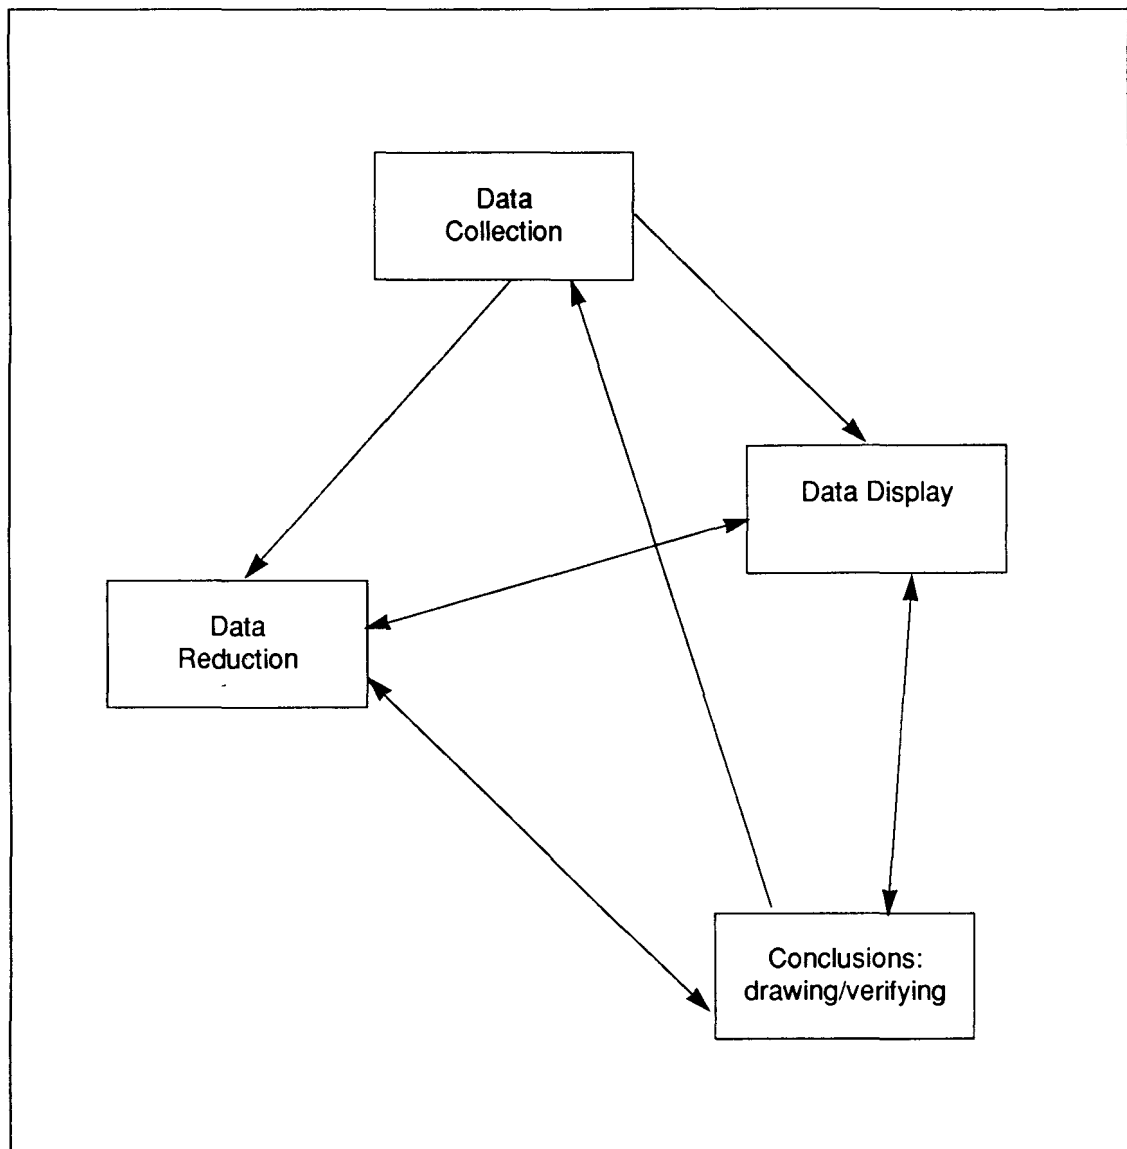 Data
Collection
Data Display
Data
Reduction
Conclusions:
drawing/verifying